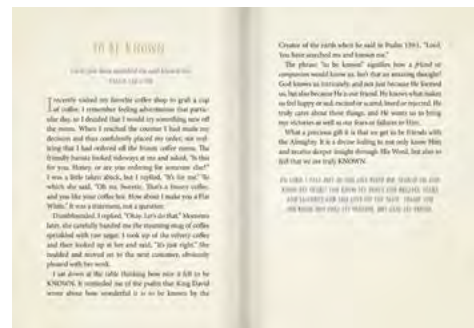 TO BE KNOWN
I recently visited my favorite coffee shop to grab a cup
of coffee. I remember feeling adventurous that particu-
lar day, so I decided that I would try something new off
the menu. When I reached the counter I had made my
decision and then confidently placed my order, not real-
izing that I had ordered off the frozen coffee menu. The
friendly barista looked sideways at me and asked, "Is this
for you, Honey, or are you ordering for someone else?"
I was a little taken aback, but I replied, "It's for me." To
which she said, "Oh no, Sweetie. That's a frozen coffee,
and you like your coffee hot. How about I make you a Flat
White." It was a statement, not a question.
Dumbfounded, I replied, "Okay. Let's do that." Moments
later, she carefully handed me the steaming mug of coffee
sprinkled with raw sugar. I took a sip of the velvety coffee
and then looked up at her and said, "It's just right." She
nodded and moved on to the next customer, obviously
pleased with her work.
I sat down at the table thinking how nice it felt to be
KNOWN. It reminded me of the psalm that King David
wrote about how wonderful it is to be known by the
Creator of the earth when he said in Psalm 139:1, "Lord,
You have searched me and known me."
The phrase "to be known" signifies how a friend or
companion would know us. Isn't that an amazing thought?
God knows us intimately, and not just because He formed
us, but also because He is our friend. He knows what makes
us feel happy or sad, excited or scared, loved or rejected. He
truly cares about those things, and He wants us to bring
our victories as well as our fears or failures to Him.
What a precious gift it is that we get to be friends with
the Almighty. It is a divine feeling to not only know Him
and receive deeper insight through His Word, but also to
feel that we are truly KNOWN.